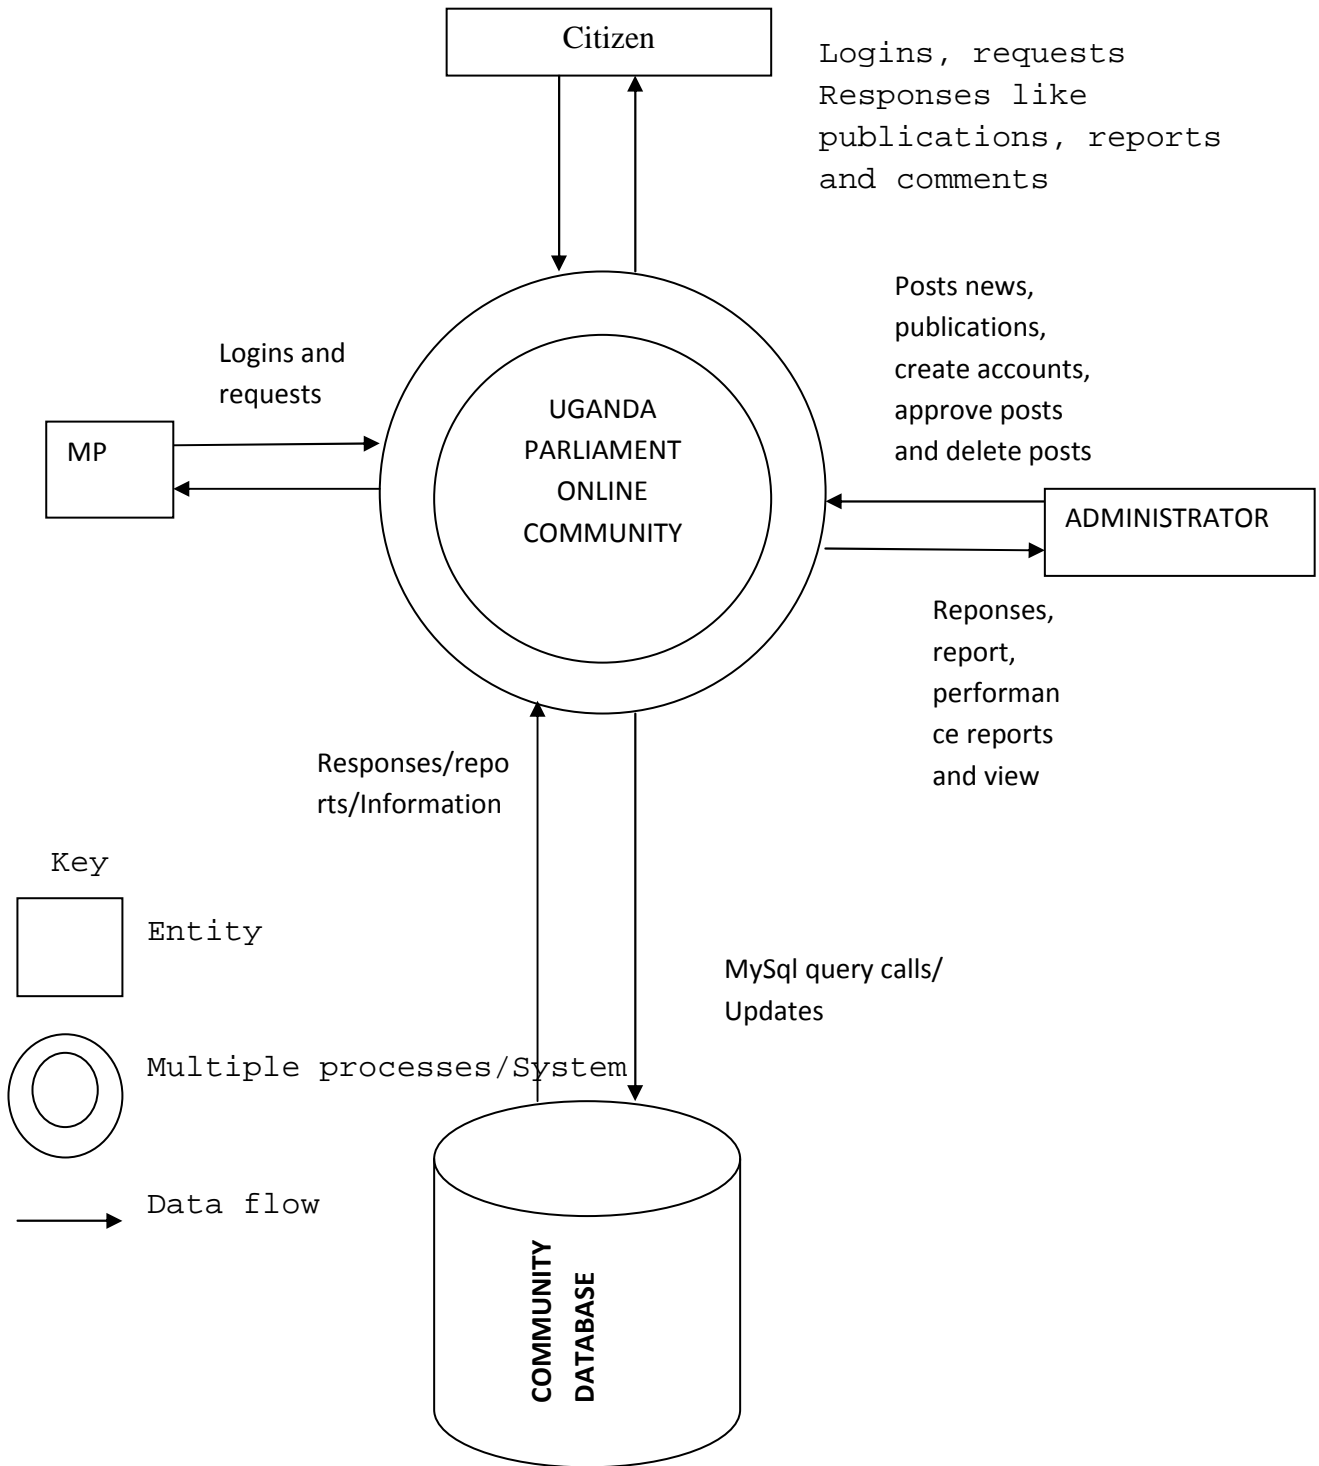 Citizen
Logins, requests
Responses like
publications, reports
and comments
Posts news,
publications,
create accounts,
approve posts
and delete posts
Logins and
requests
UGANDA
PARLIAMENT
ONLINE
COMMUNITY
MP
ADMINISTRATOR
Reponses,
report,
performan
ce reports
and view
Responses/repo
rts/Information
Key
Entity
MySql query calls/
Updates
Multiple processes/System
Data flow
COMMUNITY
DATABASE